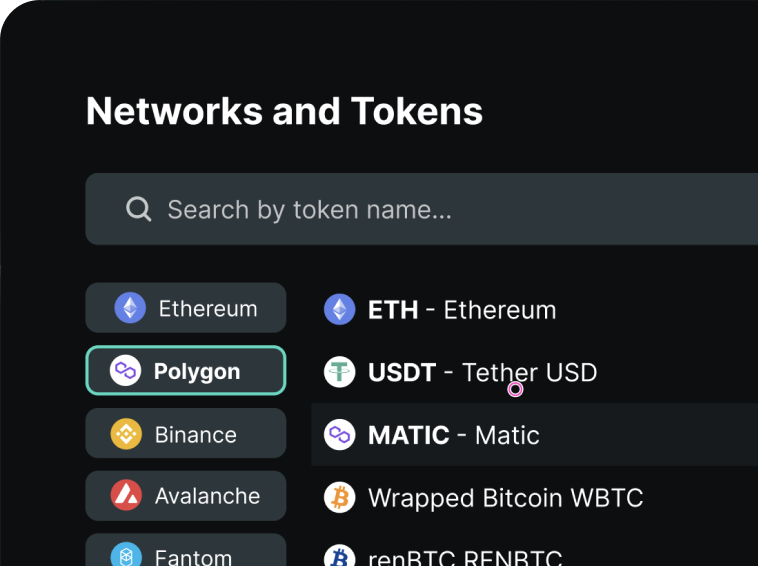 Networks and Tokens
Search by token name...
Ethereum
Polygon
Binance
Avalanche
Fantom
ETH - Ethereum
USDT - Tether USD
MATIC - Matic
Wrapped Bitcoin WBTC
renBTC RENBTC